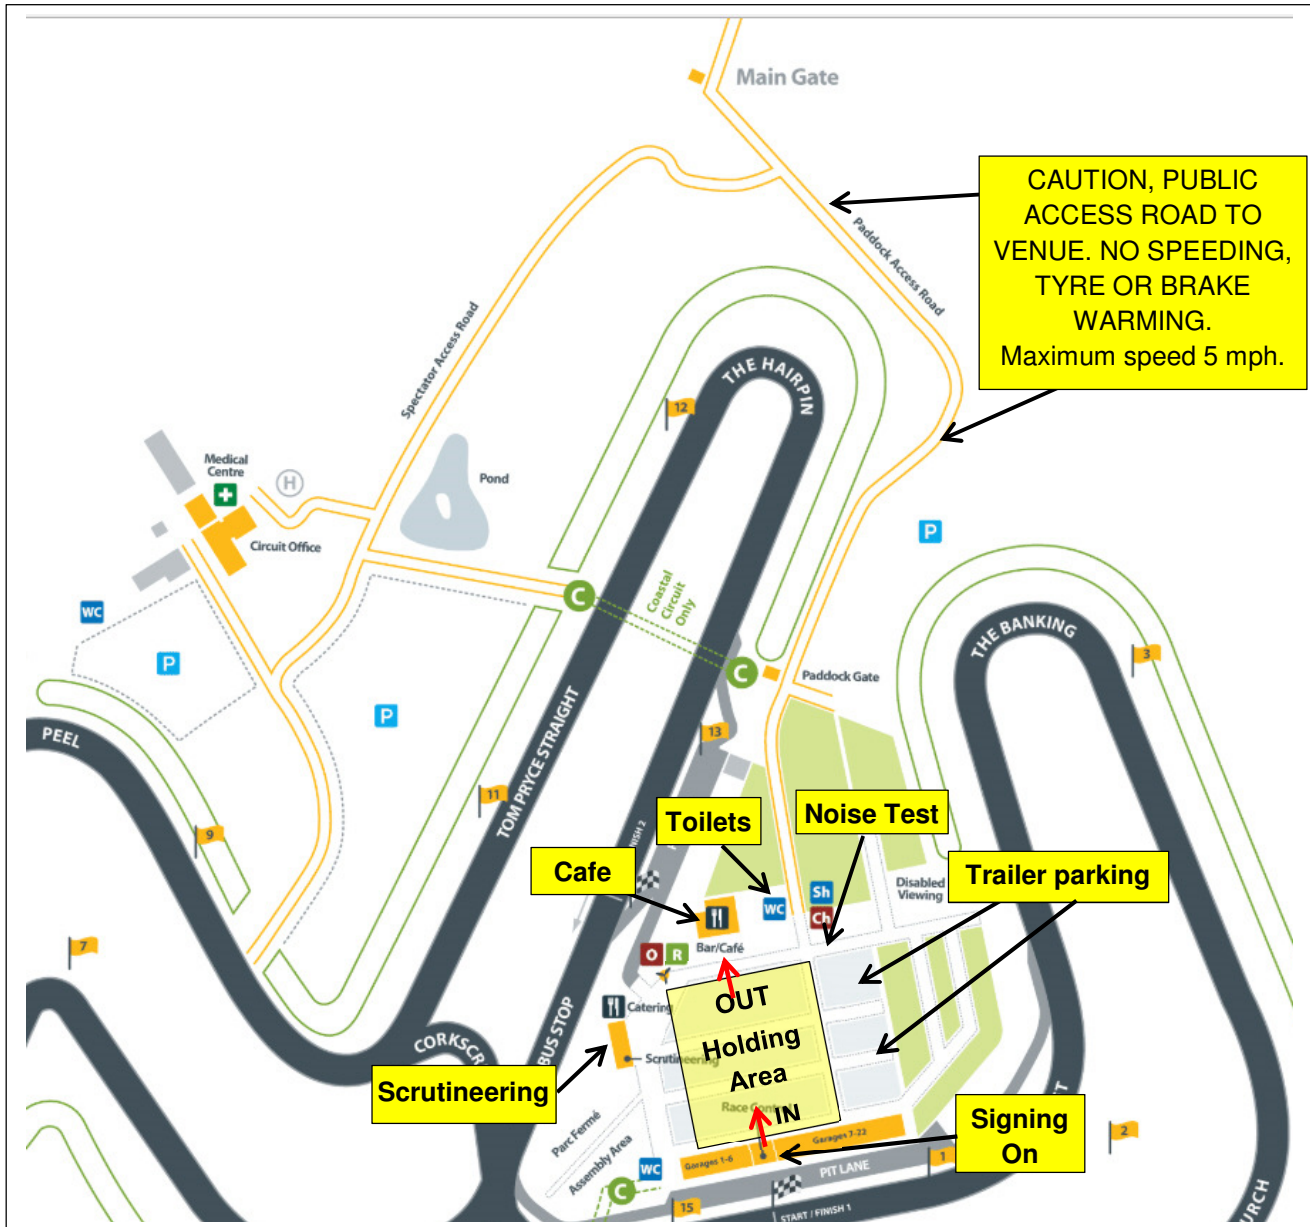 Main Gate
CAUTION, PUBLIC
ACCESS ROAD TO
VENUE. NO SPEEDING,
TYRE OR BRAKE
WARMING.
Maximum speed 5 mph.
Paddock Access Road
Spectator Access Road
THE HAIRPIN
12
Medical
Centre
H
Pond
Circuit Office
P
WC
C
Coastal
Circuit
Only
THE BANKING
3
P
C
Paddock Gate
P
PEEL
TOM PRYCE STRAIGHT
13
11
9
Toilets
Noise Test
Cafe
Trailer parking
Disabled
Viewing
Sh
WC
Ch
Bar/Café
7
O
R
OUT
Catering
Holding
Area
BUS STOP
CORKSCR
Scrutineering
Scrutineering
Race Control
IN
Signing
On
Parc Fermé
Assembly Area
Garages 1-6
Garages 7-22
2
1
WC
PIT LANE
C
15
START / FINISH 1
URCH